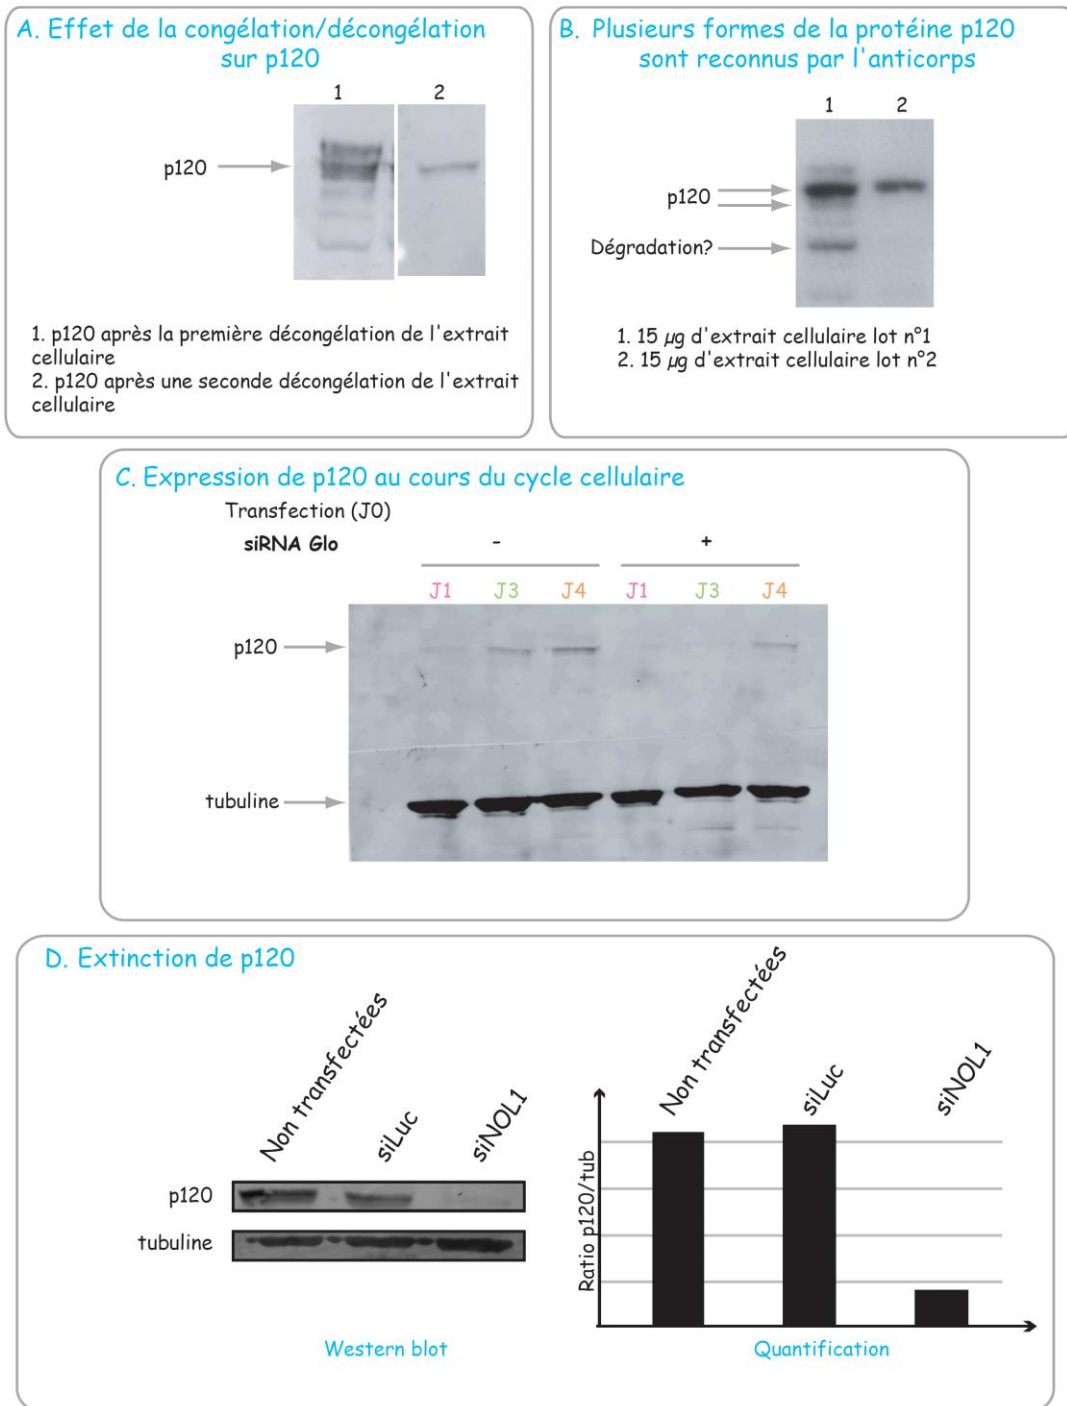 A. Effet de la congélation/décongélation
sur p120
1 2
p120
1. p120 après la première décongélation de l'extrait
cellulaire
2. p120 après une seconde décongélation de l'extrait
cellulaire
B. Plusieurs formes de la protéine p120
sont reconnus par l'anticorps
1 2
p120
Dégradation?
1. 15 µg d'extrait cellulaire lot n°1
2. 15 µg d'extrait cellulaire lot n°2
C. Expression de p120 au cours du cycle cellulaire
Transfection (J0)
siRNA Glo - +
J1 J3 J4 J1 J3 J4
p120
tubuline
D. Extinction de p120
Non transfectées
siLuc
siNOL1
p120
tubuline
Western blot
Non transfectées
siLuc
siNOL1
Ratio p120/tub
Quantification